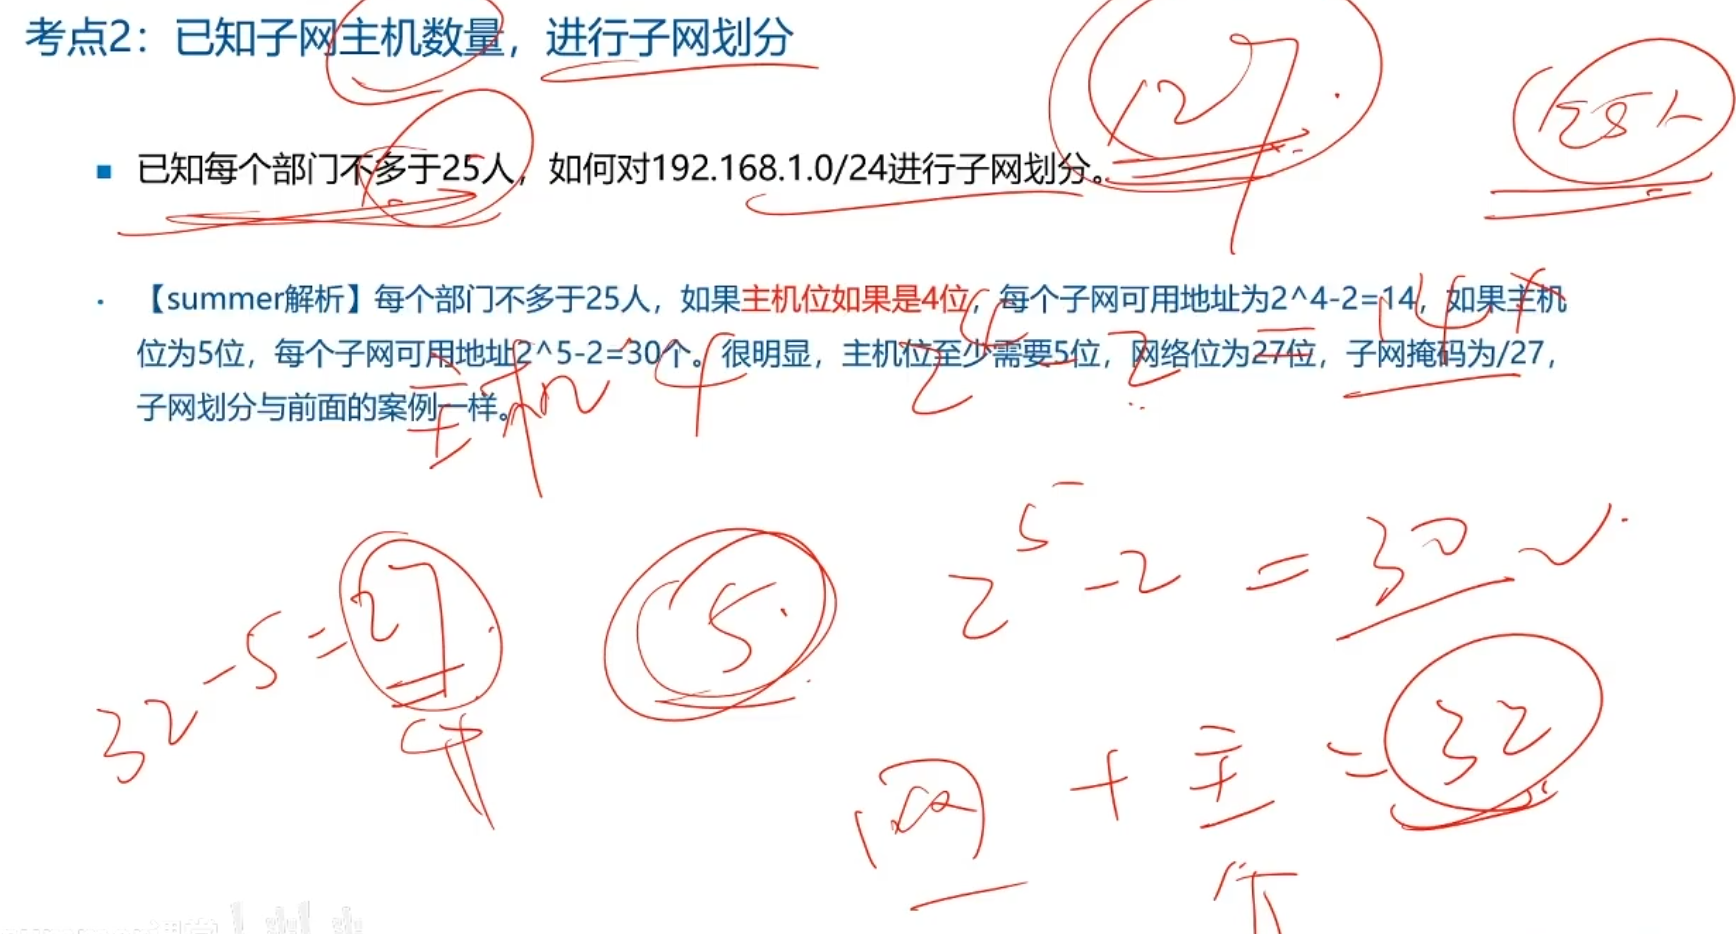 考点2：已知子网主机数量，进行子网划分
127
25人
已知每个部门不多于25人，如何对192.168.1.0/24进行子网划分。
【summer解析】每个部门不多于25人，如果主机位如果是4位，每个子网可用地址为2^4-2=14，如果主机
位为5位，每个子网可用地址2^5-2=30个。很明显，主机位至少需要5位，网络位为27位，子网掩码为/27，
子网划分与前面的案例一样。
主机 4 2^4-2=14个
32-5=27
5
2^5-2=30
网+主=32
个